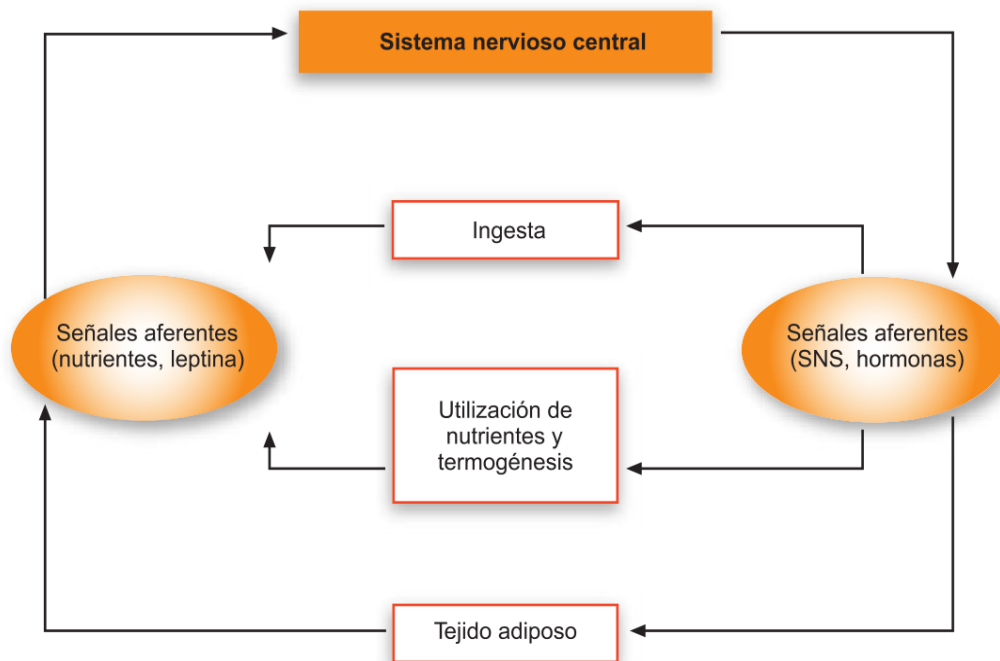 Sistema nervioso central
Ingesta
Señales aferentes
(nutrientes, leptina)
Señales aferentes
(SNS, hormonas)
Utilización de
nutrientes y
termogénesis
Tejido adiposo